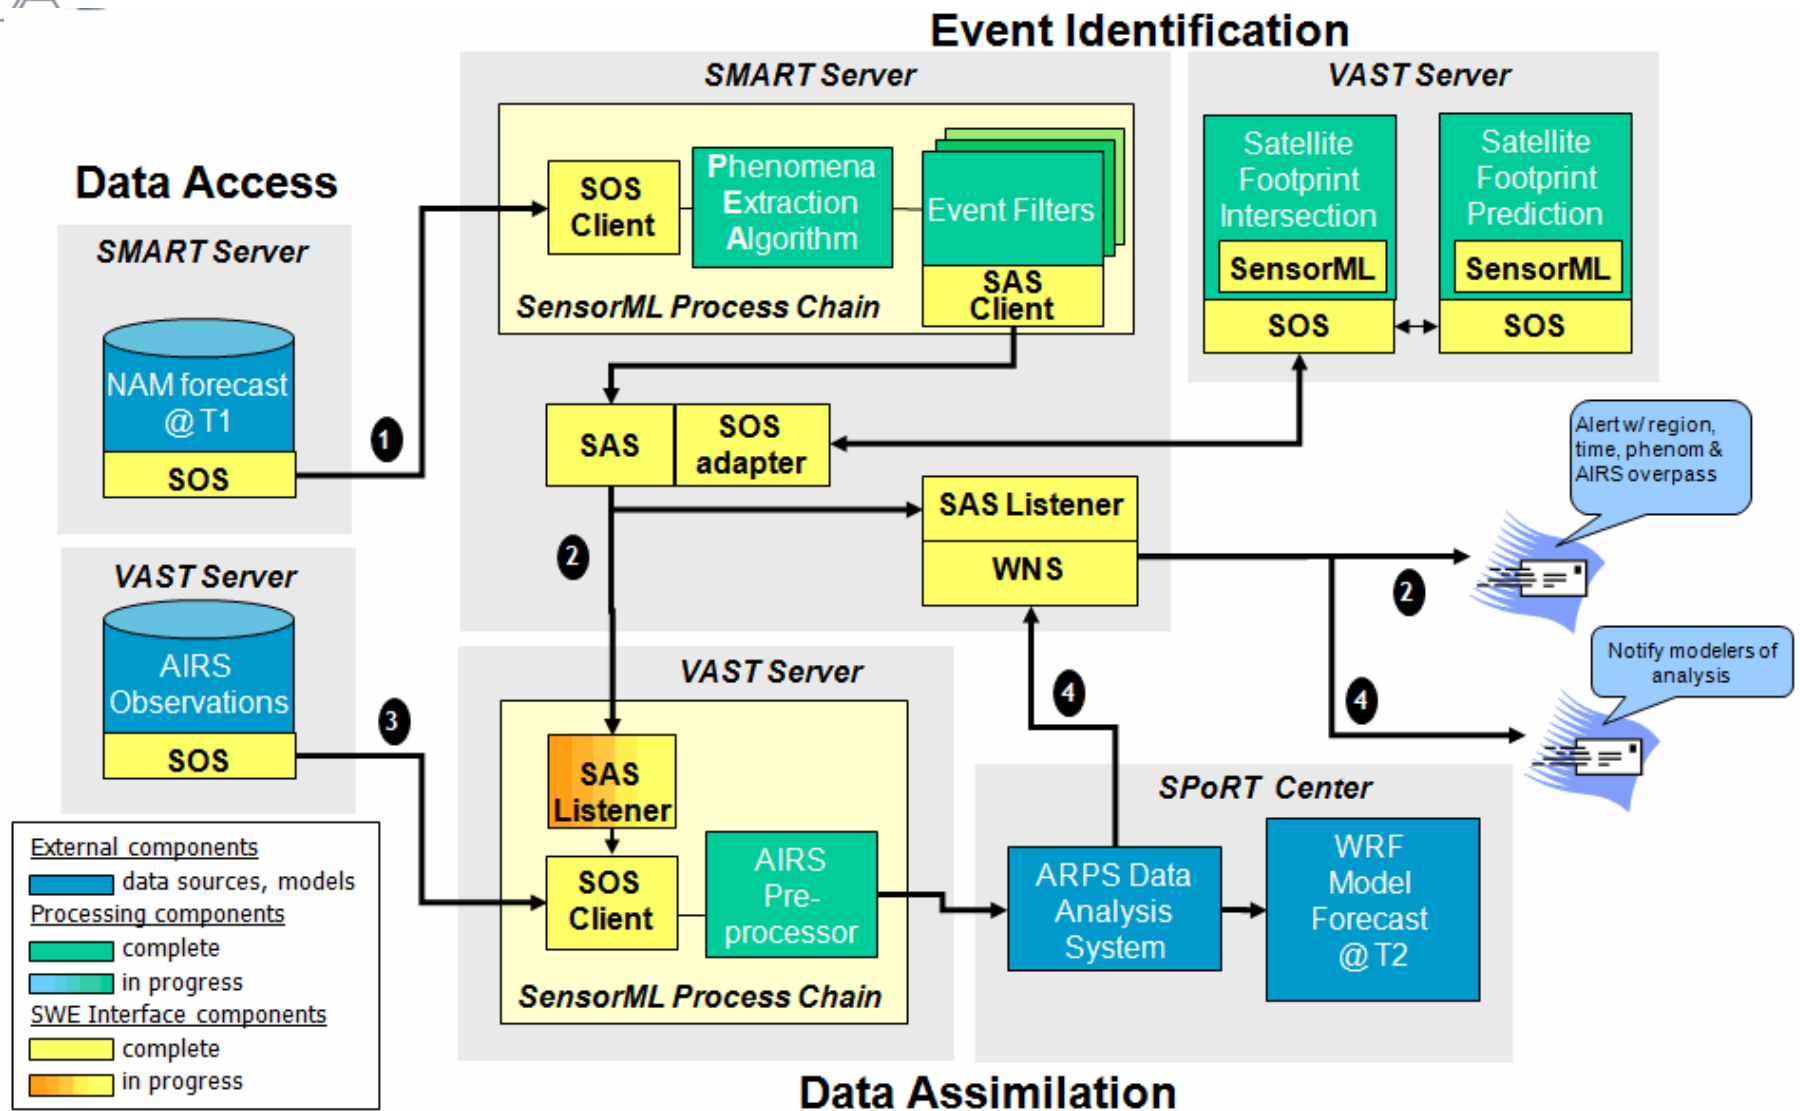 Event Identification
SMART Server
VAST Server
Data Access
SMART Server
NAM forecast
@ T1
SOS
1
SOS
Client
Phenomena
Extraction
Algorithm
Event Filters
SAS
Client
SensorML Process Chain
Satellite
Footprint
Intersection
SensorML
SOS
Satellite
Footprint
Prediction
SensorML
SOS
SAS
SOS
adapter
SAS Listener
WNS
2
2
Alert w/ region,
time, phenom &
AIRS overpass
Notify modelers of
analysis
4
4
VAST Server
AIRS
Observations
SOS
3
VAST Server
SAS
Listener
SOS
Client
AIRS
Pre-
processor
SensorML Process Chain
SPoRT Center
ARPS Data
Analysis
System
WRF
Model
Forecast
@ T2
External components
data sources, models
Processing components
complete
in progress
SWE Interface components
complete
in progress
Data Assimilation